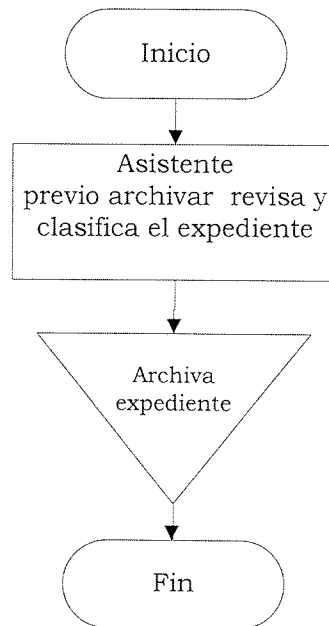 Inicio
Asistente
previo archivar revisa y
clasifica el expediente
Archiva
expediente
Fin